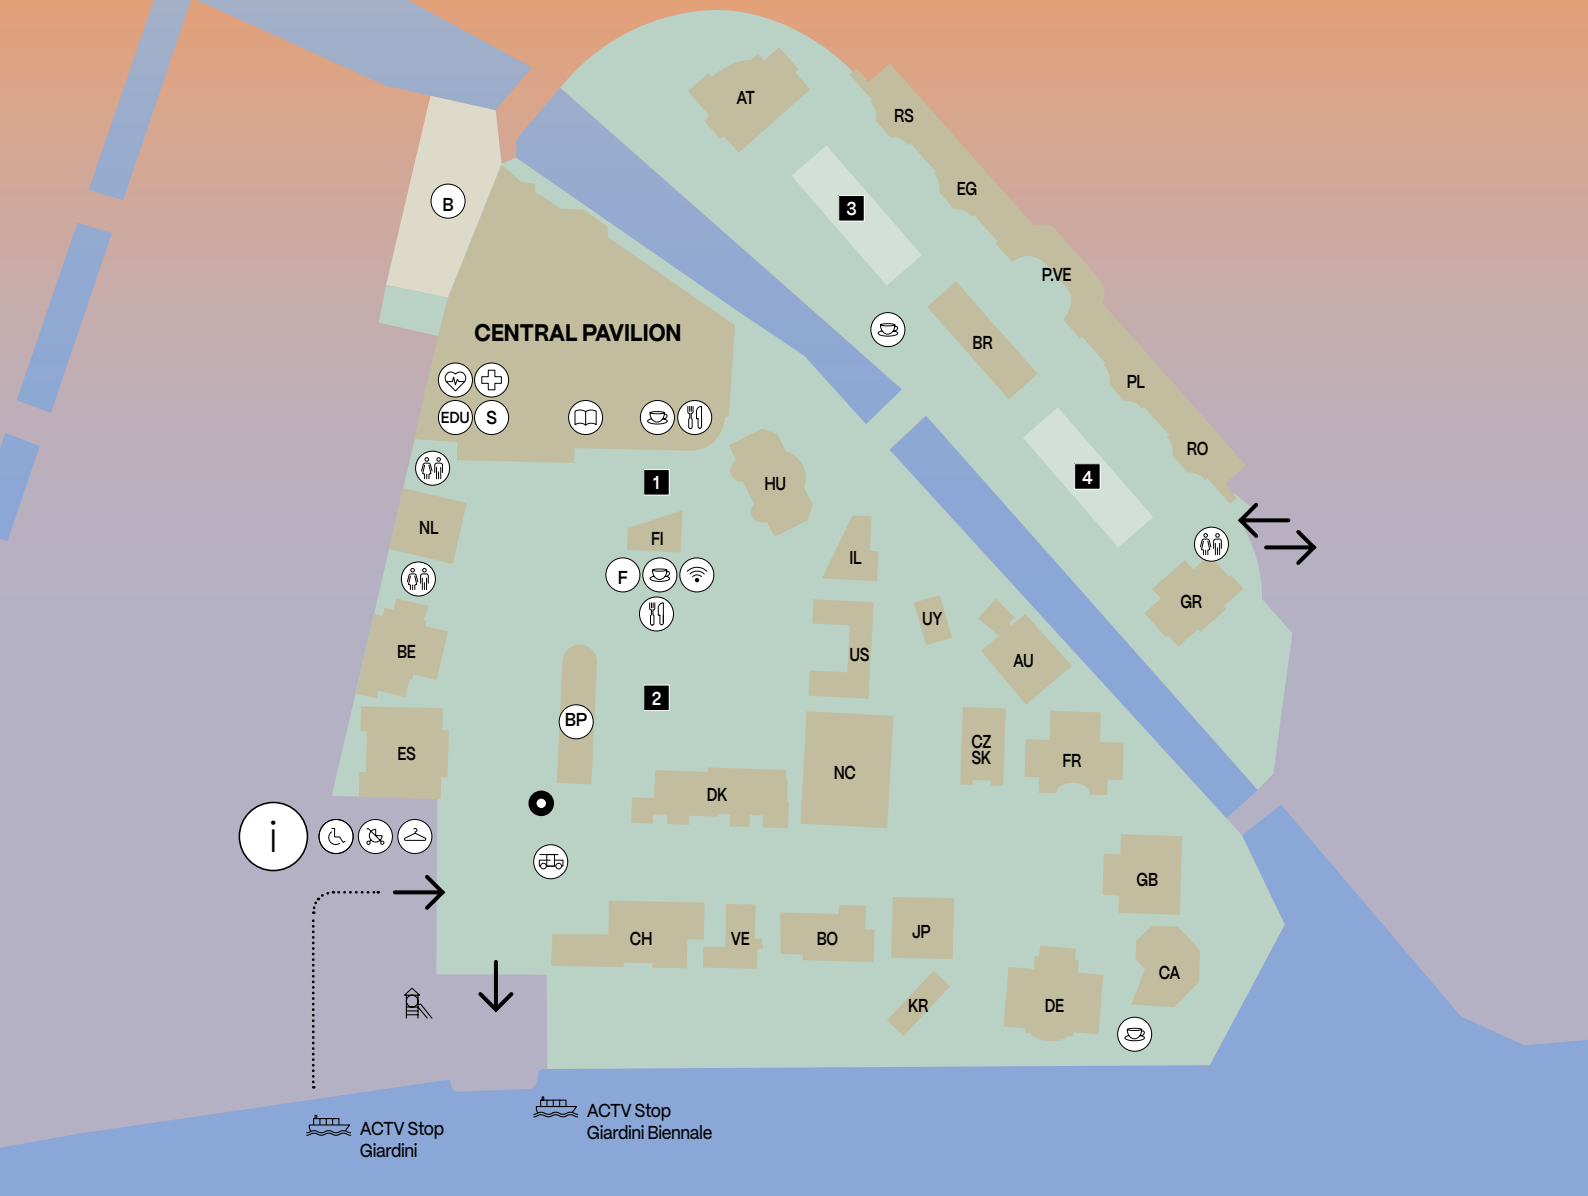 AT
RS
B
EG
3
P.VE
CENTRAL PAVILION
BR
PL
EDU
S
RO
1
HU
4
NL
FI
IL
F
GR
UY
BE
US
AU
2
BP
ES
CZ
SK
FR
NC
DK
i
GB
CH
VE
BO
JP
CA
KR
DE
ACTV Stop
Giardini Biennale
ACTV Stop
Giardini